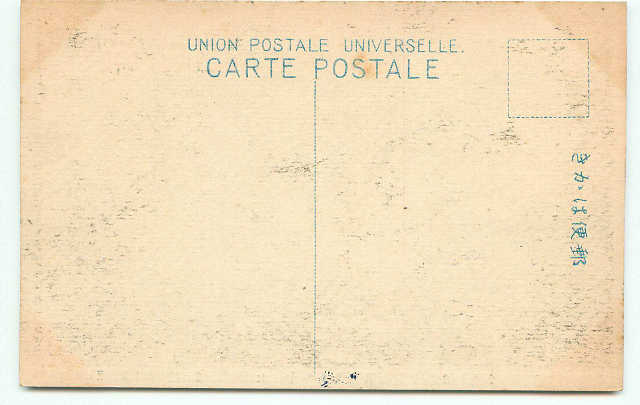 UNION POSTALE UNIVERSELLE.
CARTE POSTALE
きかは便郵